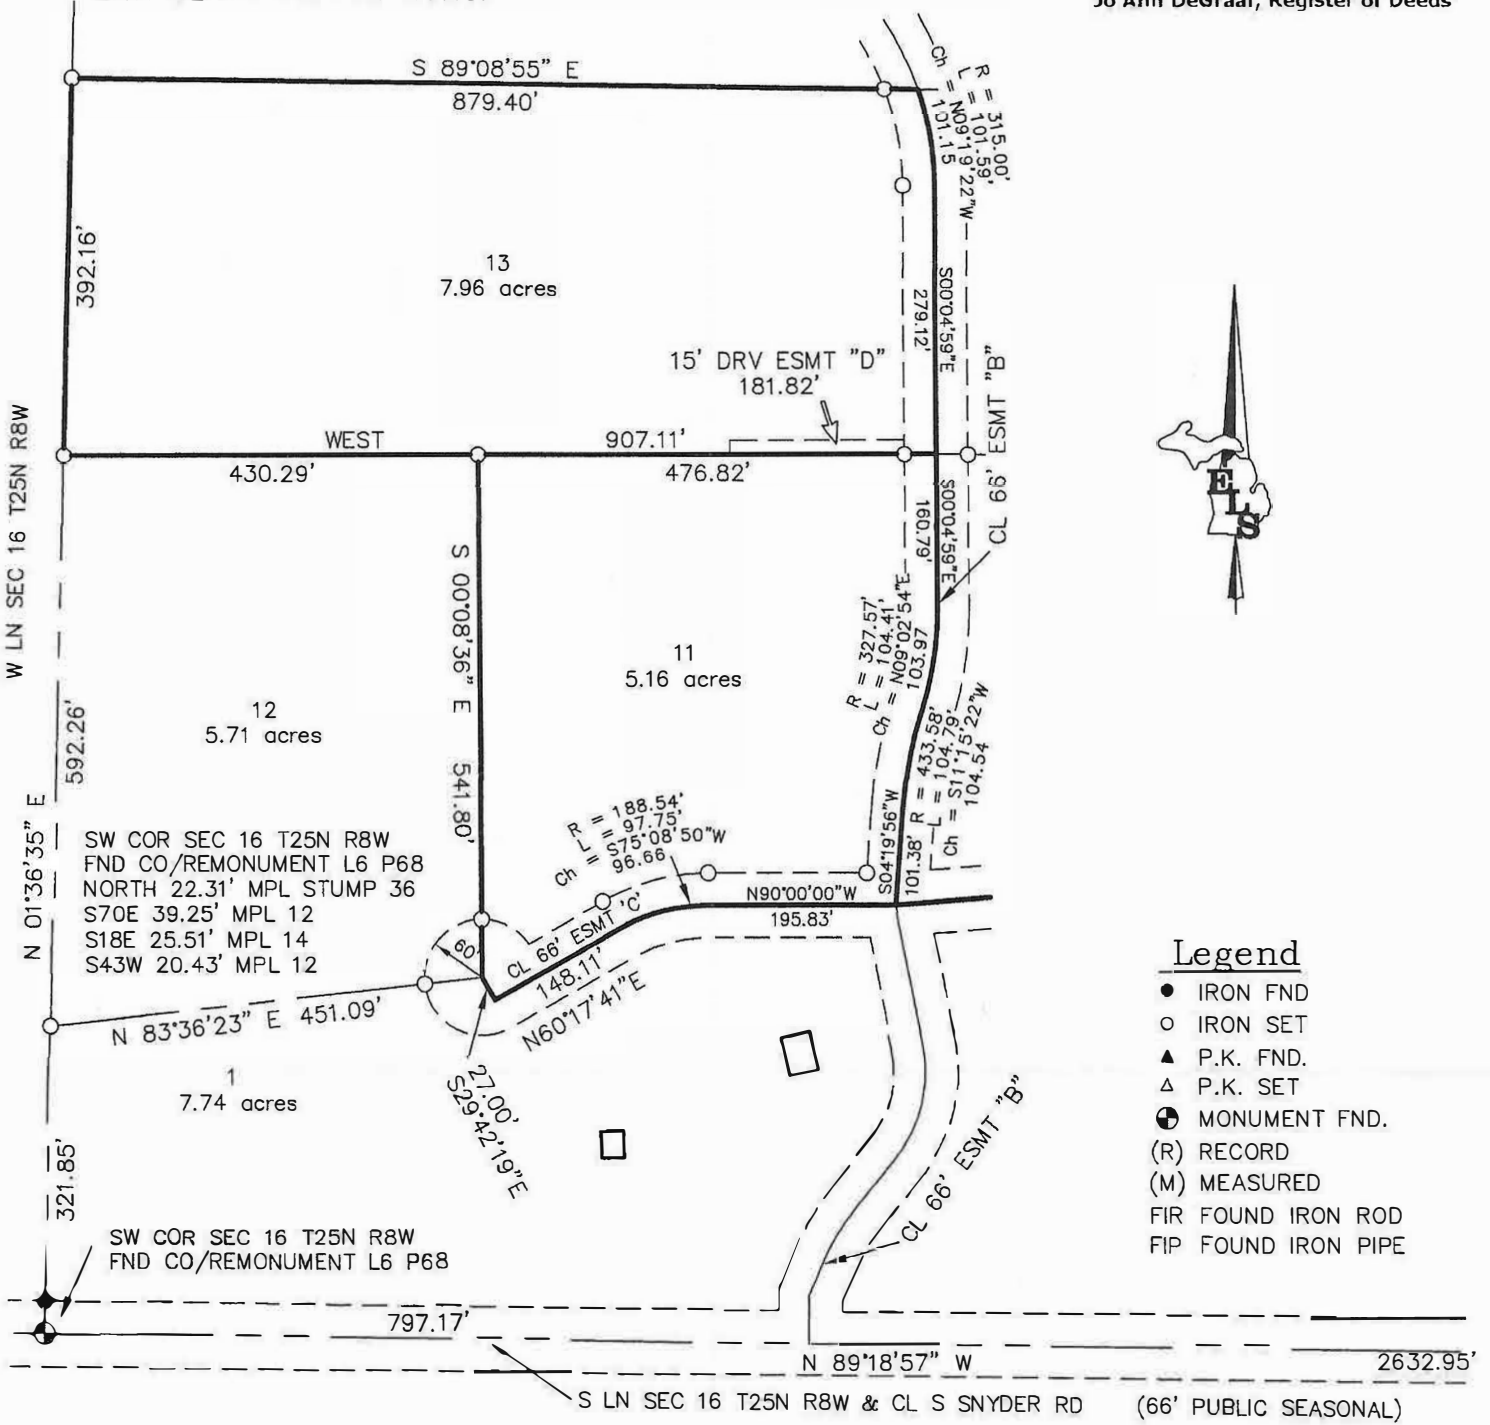 Jo Ann DeGraaf, Register of Deeds
S 89°08'55" E
879.40'
R = 315.00'
L = 101.59'
Ch = N09°19'22"W
101.15
392.16'
13
7.96 acres
S00°04'59"E
279.12'
15' DRV ESMT "D"
181.82'
CL 66' ESMT "B"
W LN SEC 16 T25N R8W
WEST
907.11'
430.29'
476.82'
S00°04'59"E
160.79'
E
L
S
S 00°08'36" E 541.80'
R = 327.57'
L = 104.41'
Ch = N09°02'54"E
103.97
11
5.16 acres
12
5.71 acres
592.26'
N 01°36'35" E
R = 433.58'
L = 104.79'
Ch = S11°15'22"W
104.54
S04°19'56"W
101.38'
R = 188.54'
L = 97.75'
Ch = S75°08'50"W
96.66
SW COR SEC 16 T25N R8W
FND CO/REMONUMENT L6 P68
NORTH 22.31' MPL STUMP 36
S70E 39.25' MPL 12
S18E 25.51' MPL 14
S43W 20.43' MPL 12
N90°00'00"W
195.83'
60'
CL 66' ESMT 'C'
148.11'
N60°17'41"E
N 83°36'23" E 451.09'
27.00'
S29°42'19"E
1
7.74 acres
321.85'
CL 66' ESMT "B"
Legend
IRON FND
IRON SET
P.K. FND.
P.K. SET
MONUMENT FND.
(R) RECORD
(M) MEASURED
FIR FOUND IRON ROD
FIP FOUND IRON PIPE
SW COR SEC 16 T25N R8W
FND CO/REMONUMENT L6 P68
797.17'
N 89°18'57" W
2632.95'
S LN SEC 16 T25N R8W & CL S SNYDER RD (66' PUBLIC SEASONAL)